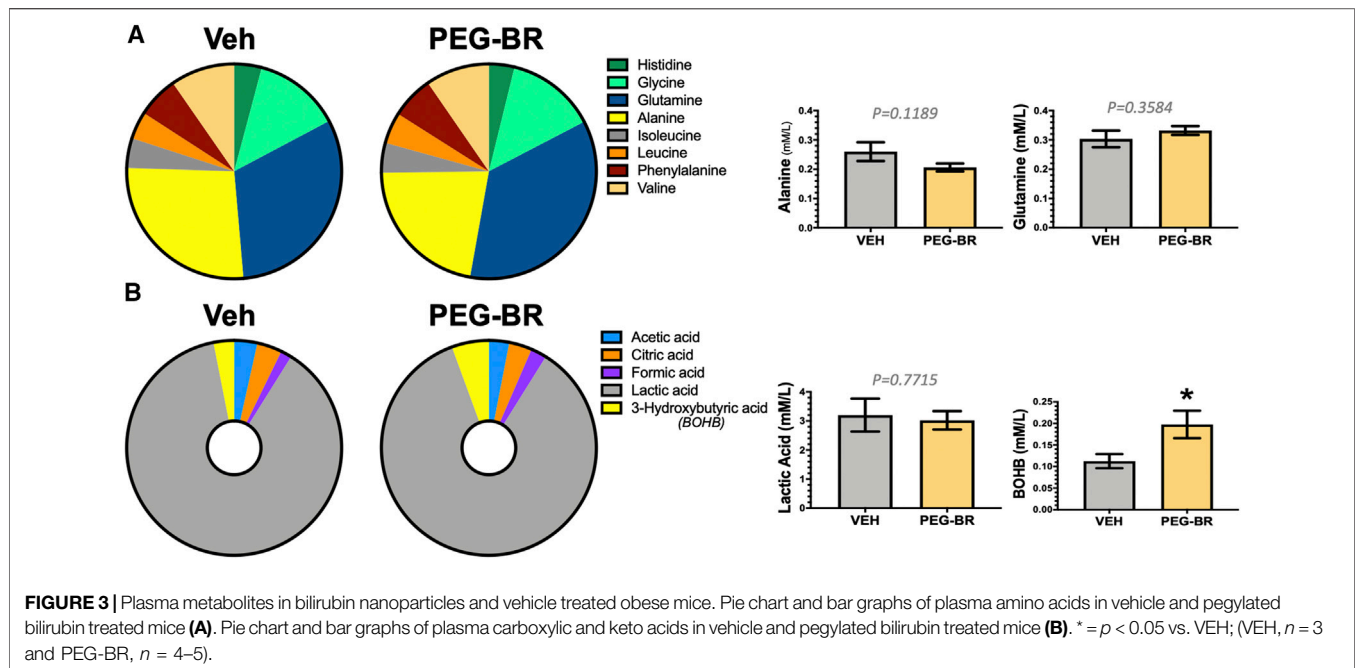 A
Veh
PEG-BR
Histidine
Glycine
Glutamine
Alanine
Isoleucine
Leucine
Phenylalanine
Valine
P=0.1189
Alanine (mM/L)
0.4
0.3
0.2
0.1
0.0
VEH
PEG-BR
P=0.3584
Glutamine (mM/L)
0.4
0.3
0.2
0.1
0.0
VEH
PEG-BR
B
Veh
PEG-BR
Acetic acid
Citric acid
Formic acid
Lactic acid
3-Hydroxybutyric acid
(BOHB)
P=0.7715
Lactic Acid (mM/L)
4
3
2
1
0
VEH
PEG-BR
*
BOHB (mM/L)
0.25
0.20
0.15
0.10
0.05
0.00
VEH
PEG-BR
FIGURE 3 | Plasma metabolites in bilirubin nanoparticles and vehicle treated obese mice. Pie chart and bar graphs of plasma amino acids in vehicle and pegylated
bilirubin treated mice (A). Pie chart and bar graphs of plasma carboxylic and keto acids in vehicle and pegylated bilirubin treated mice (B). * = p < 0.05 vs. VEH; (VEH, n = 3
and PEG-BR, n = 4–5).